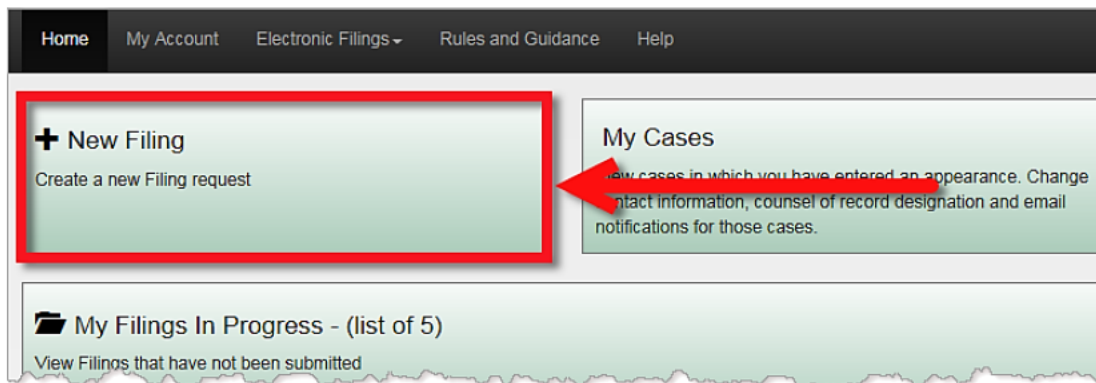 Home My Account Electronic Filings Rules and Guidance Help
New Filing
Create a new Filing request
My Cases
cases in which you have entered an appearance. Change
information, counsel of record designation and email
notifications for those cases.
My Filings In Progress - (list of 5)
View Filings that have not been submitted